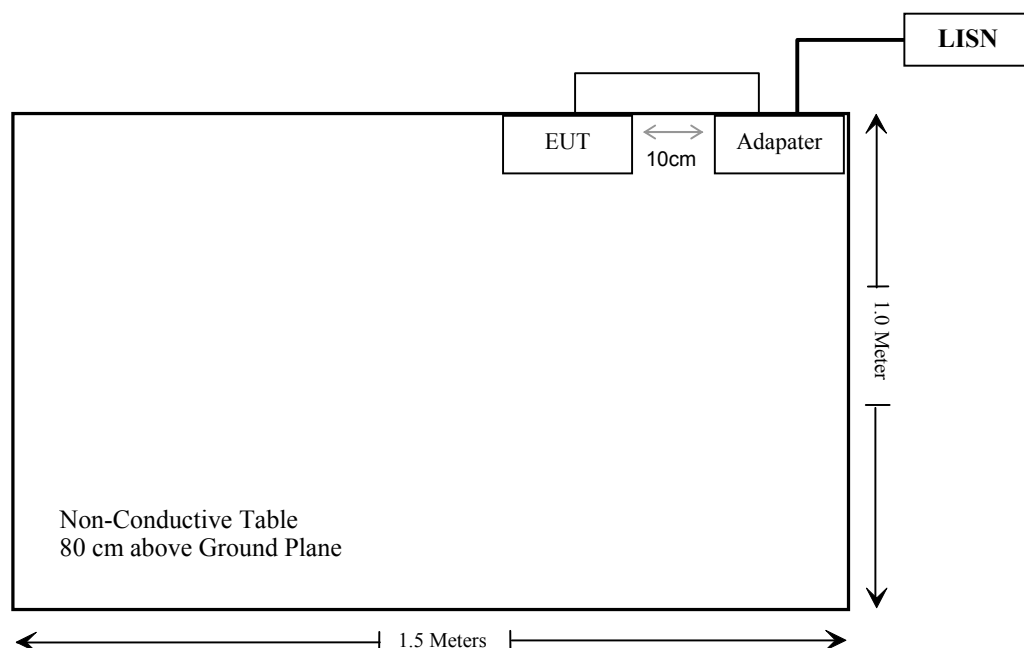 LISN
EUT
10cm
Adapater
1.0 Meter
Non-Conductive Table
80 cm above Ground Plane
1.5 Meters